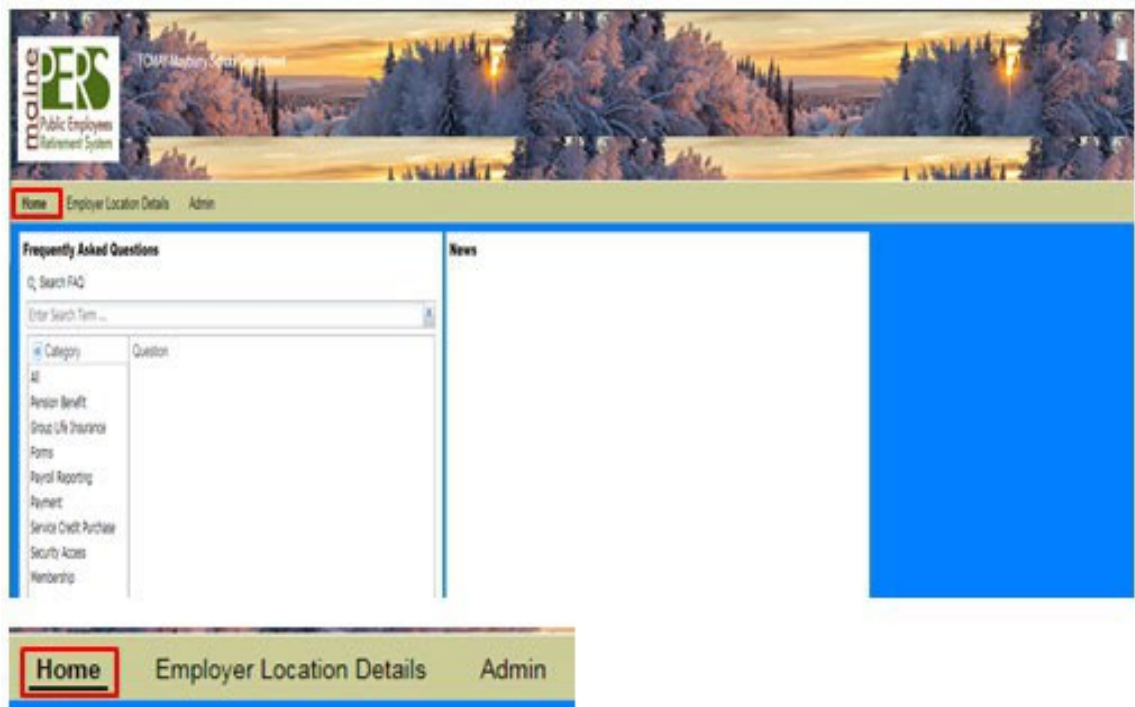 maine
PERS
Public Employees
Retirement System
Home Employer Location Details Admin
Frequently Asked Questions
Search FAQ
Enter Search Term ...
Category Question
All
Pension Benefit
Group Life Insurance
Forms
Payroll Reporting
Payment
Service Credit Purchase
Security Access
Membership
News
Home Employer Location Details Admin